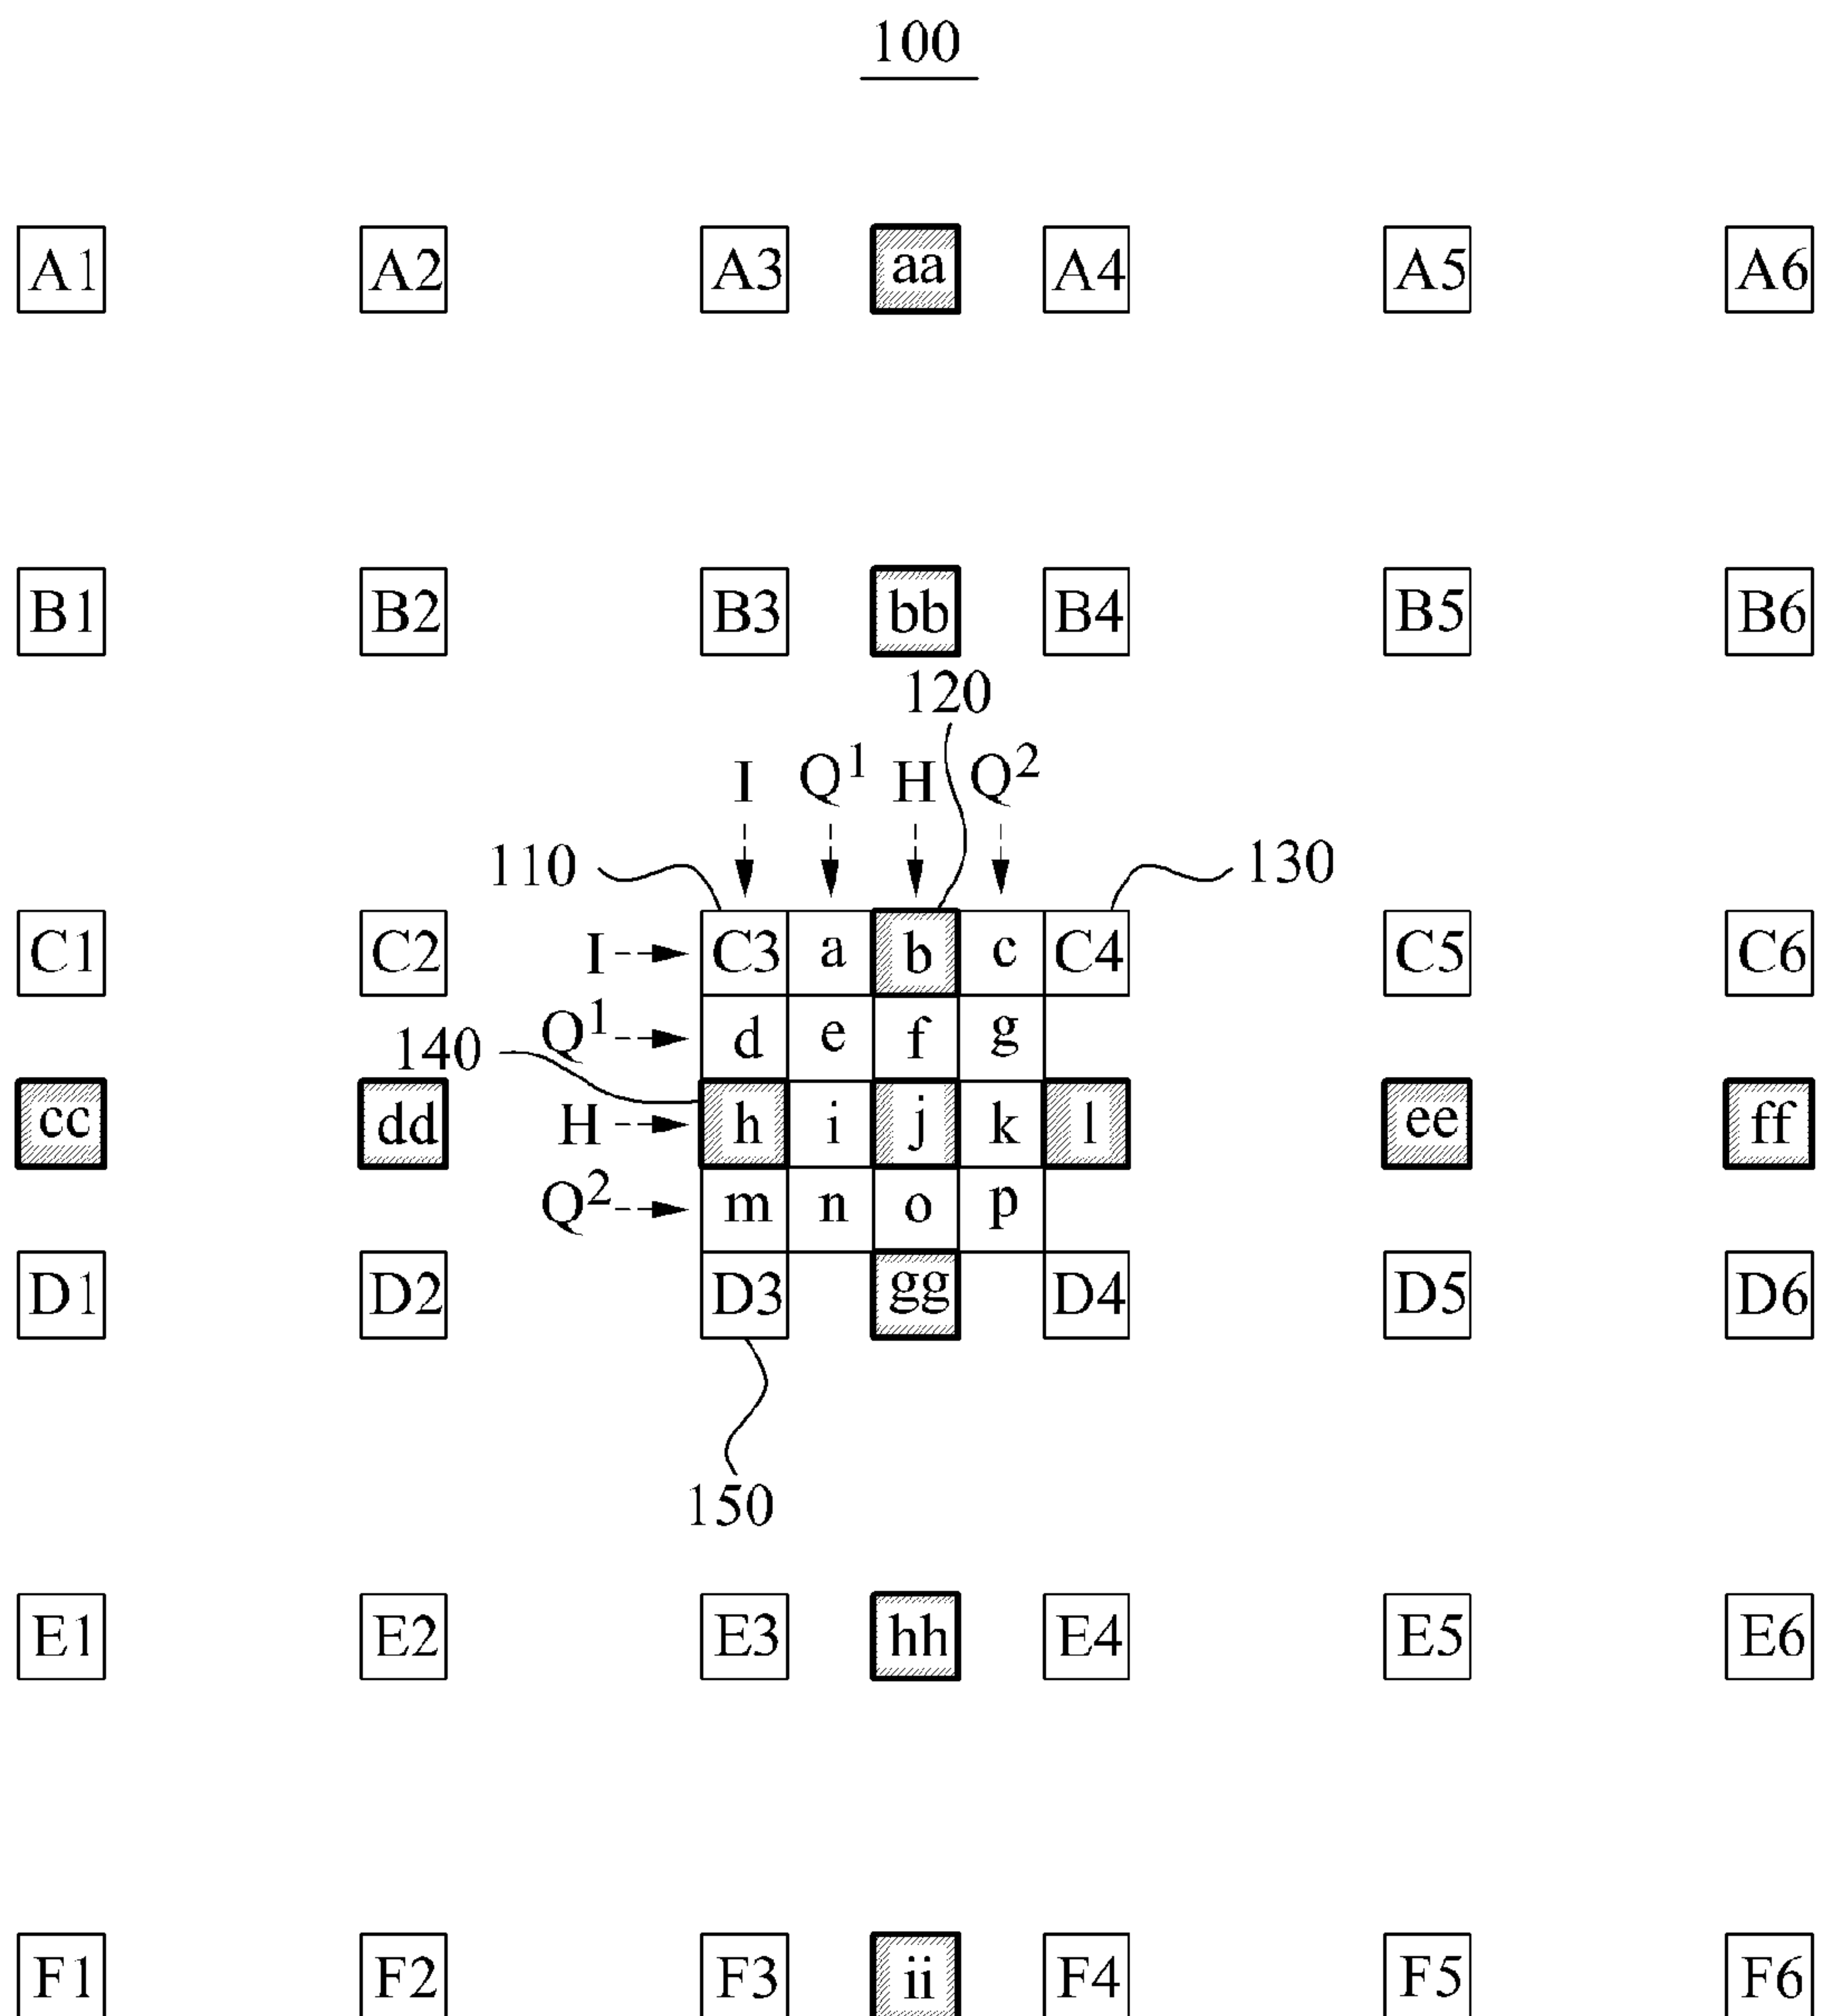 100
A1 A2 A3 aa A4 A5 A6
B1 B2 B3 bb B4 B5 B6
120
I Q1 H Q2
110 130
C1 C2 I C3 a b c C4 C5 C6
Q1 d e f g
140
cc dd H h i j k l ee ff
Q2 m n o p
D1 D2 D3 gg D4 D5 D6
150
E1 E2 E3 hh E4 E5 E6
F1 F2 F3 ii F4 F5 F6